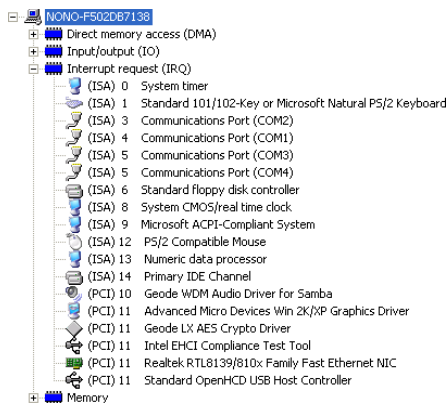 NONO-F502DB7138
Direct memory access (DMA)
Input/output (IO)
Interrupt request (IRQ)
(ISA) 0 System timer
(ISA) 1 Standard 101/102-Key or Microsoft Natural PS/2 Keyboard
(ISA) 3 Communications Port (COM2)
(ISA) 4 Communications Port (COM1)
(ISA) 5 Communications Port (COM3)
(ISA) 5 Communications Port (COM4)
(ISA) 6 Standard floppy disk controller
(ISA) 8 System CMOS/real time clock
(ISA) 9 Microsoft ACPI-Compliant System
(ISA) 12 PS/2 Compatible Mouse
(ISA) 13 Numeric data processor
(ISA) 14 Primary IDE Channel
(PCI) 10 Geode WDM Audio Driver for Samba
(PCI) 11 Advanced Micro Devices Win 2K/XP Graphics Driver
(PCI) 11 Geode LX AES Crypto Driver
(PCI) 11 Intel EHCI Compliance Test Tool
(PCI) 11 Realtek RTL8139/810x Family Fast Ethernet NIC
(PCI) 11 Standard OpenHCD USB Host Controller
Memory